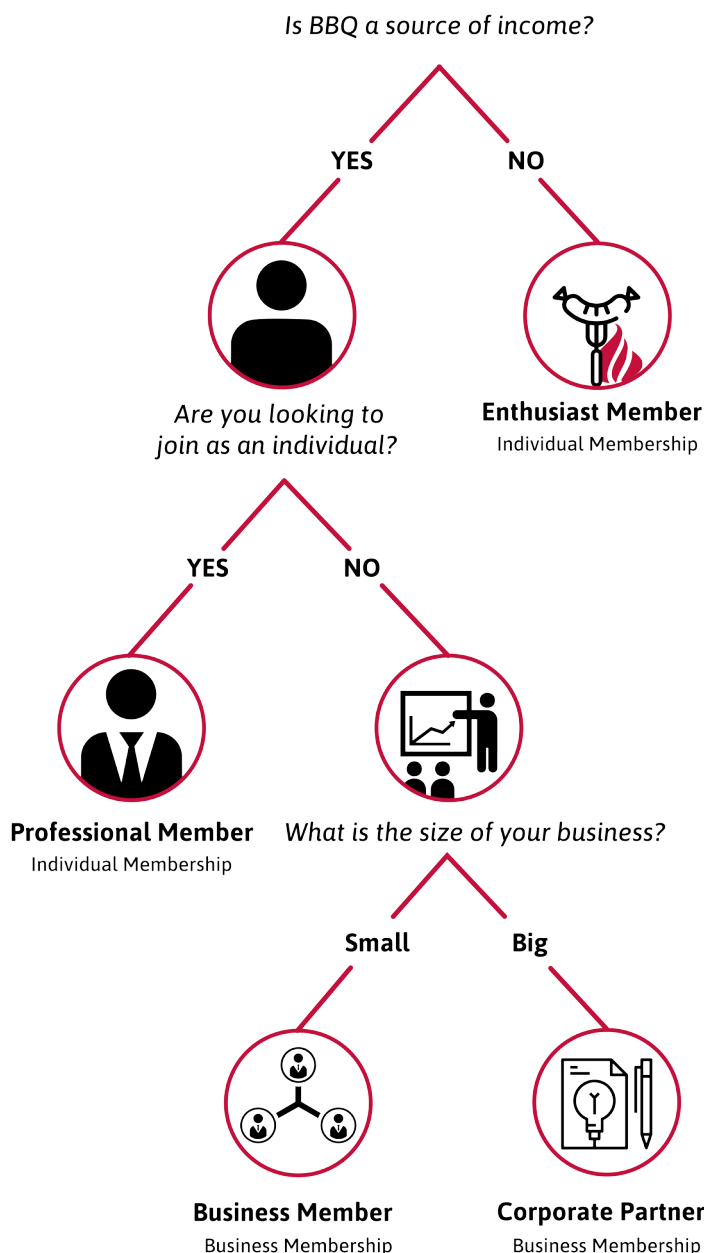 Is BBQ a source of income?
YES
NO
Are you looking to
join as an individual?
Enthusiast Member
Individual Membership
YES
NO
Professional Member
Individual Membership
What is the size of your business?
Small
Big
Business Member
Business Membership
Corporate Partner
Business Membership